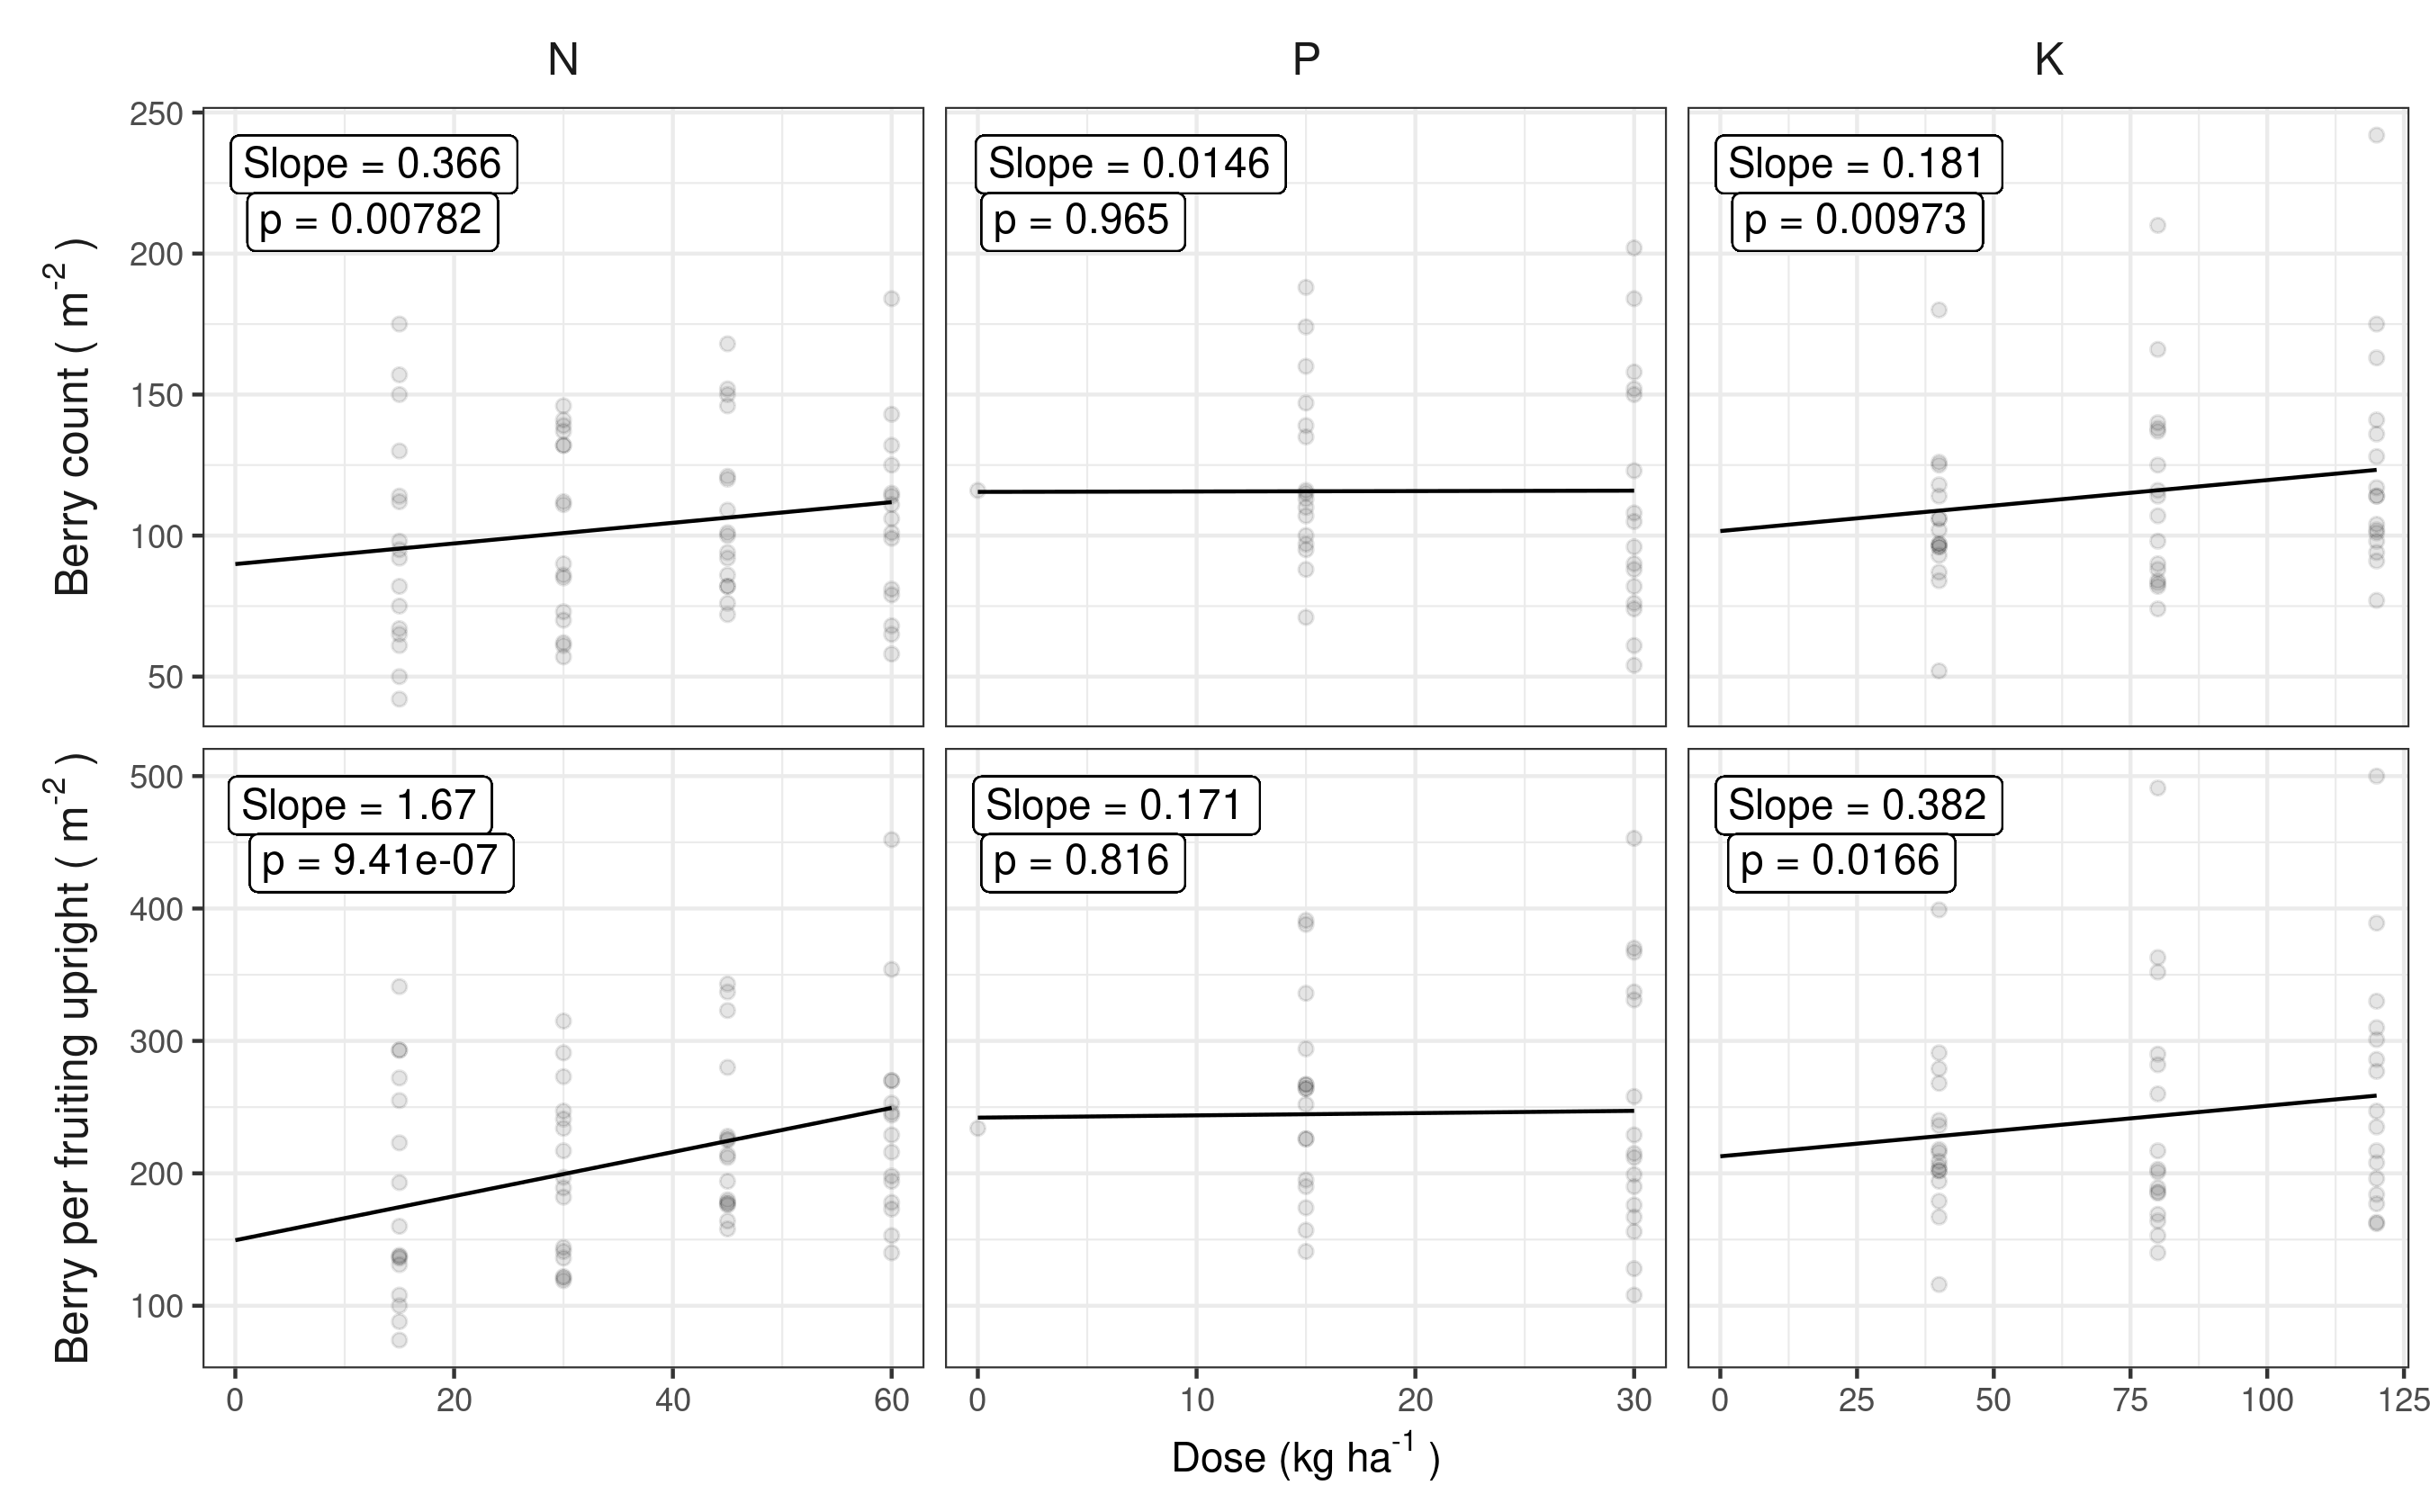 N P K
Berry count ( m-2 )
250
200
150
100
50
Slope = 0.366
p = 0.00782
Slope = 0.0146
p = 0.965
Slope = 0.181
p = 0.00973
Berry per fruiting upright ( m-2 )
500
400
300
200
100
Slope = 1.67
p = 9.41e-07
Slope = 0.171
p = 0.816
Slope = 0.382
p = 0.0166
0 20 40 60 0 10 20 30 0 25 50 75 100 125
Dose (kg ha-1 )